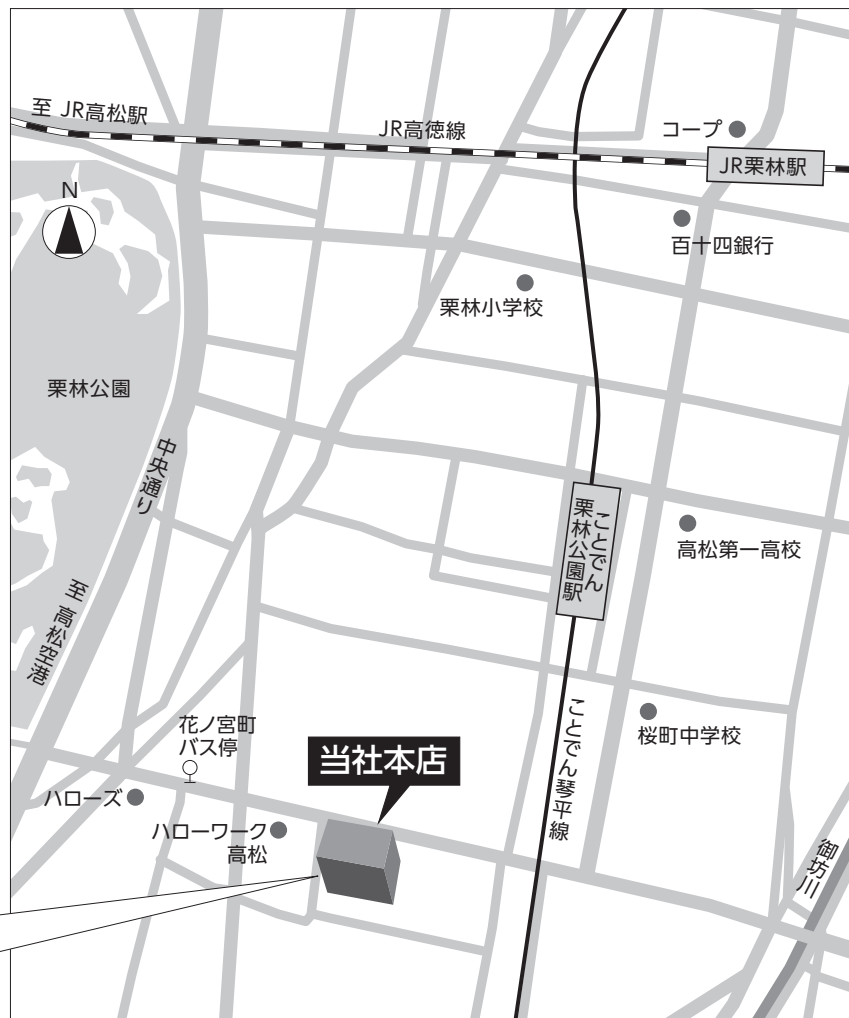 至 JR高松駅
JR高徳線
コープ
JR栗林駅
N
百十四銀行
栗林小学校
栗林公園
中央通り
ことでん
栗林公園駅
高松第一高校
至 高松空港
花ノ宮町
バス停
当社本店
ことでん琴平線
桜町中学校
ハローズ
ハローワーク
高松
御坊川